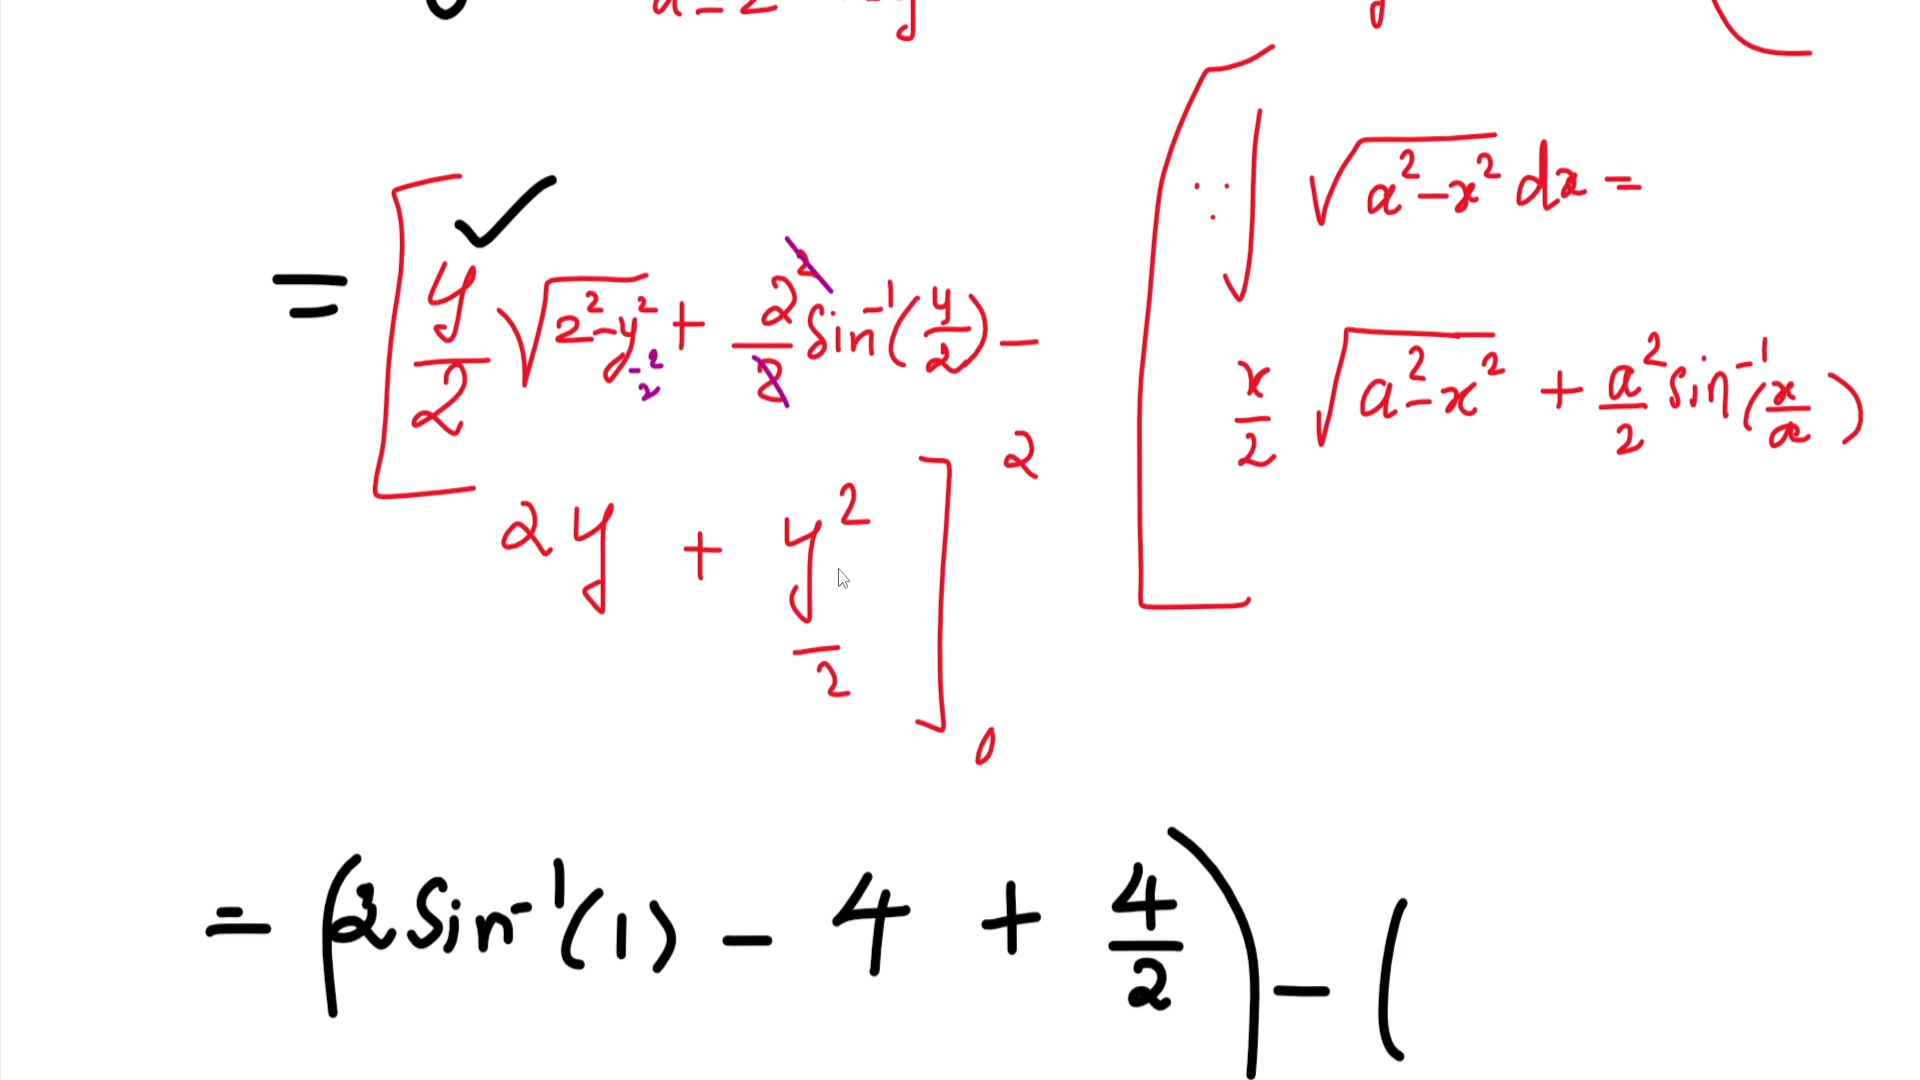 = [ y/2 √(2²-y²) + 2²/2 sin⁻¹(y/2) -
2y + y²/2 ]₀²
∵ ∫ √(a²-x²) dx =
x/2 √(a²-x²) + a²/2 sin⁻¹(x/a)
= (2 Sin⁻¹(1) - 4 + 4/2) - (